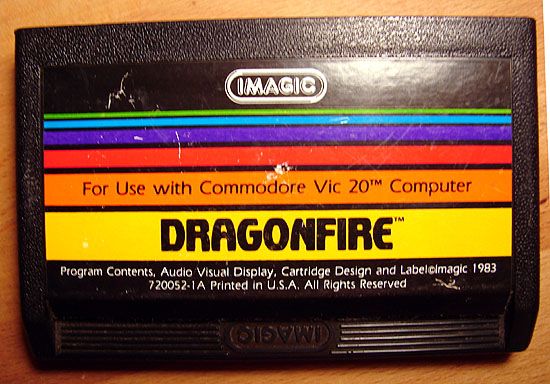 IMAGIC
For Use with Commodore Vic 20™ Computer
DRAGONFIRE™
Program Contents, Audio Visual Display, Cartridge Design and Label©Imagic 1983
720052-1A Printed in U.S.A. All Rights Reserved
IMAGIC